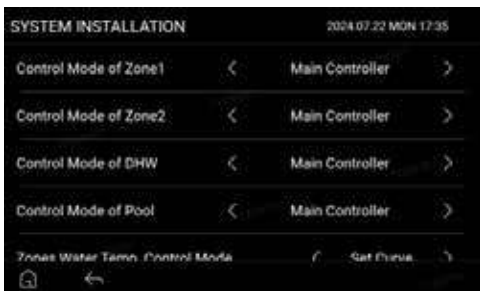 SYSTEM INSTALLATION 2024.07.22 MON 17:35
Control Mode of Zone1 Main Controller
Control Mode of Zone2 Main Controller
Control Mode of DHW Main Controller
Control Mode of Pool Main Controller
Zones Water Temp. Control Mode Set Curve